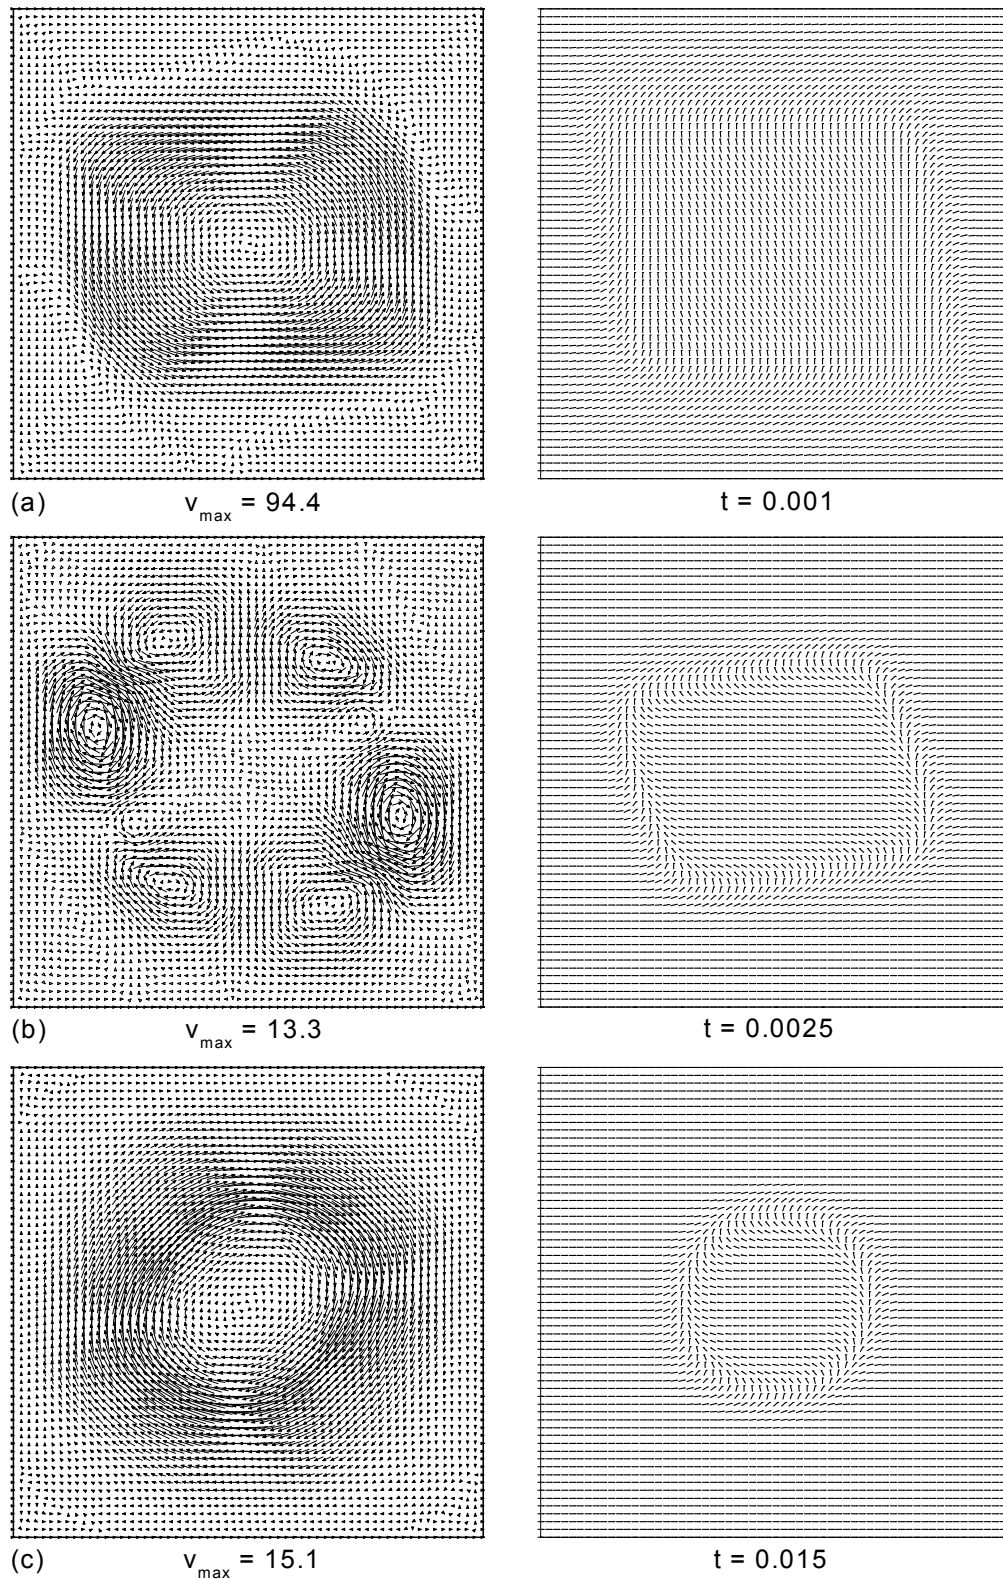 (a) v_max = 94.4 t = 0.001
(b) v_max = 13.3 t = 0.0025
(c) v_max = 15.1 t = 0.015